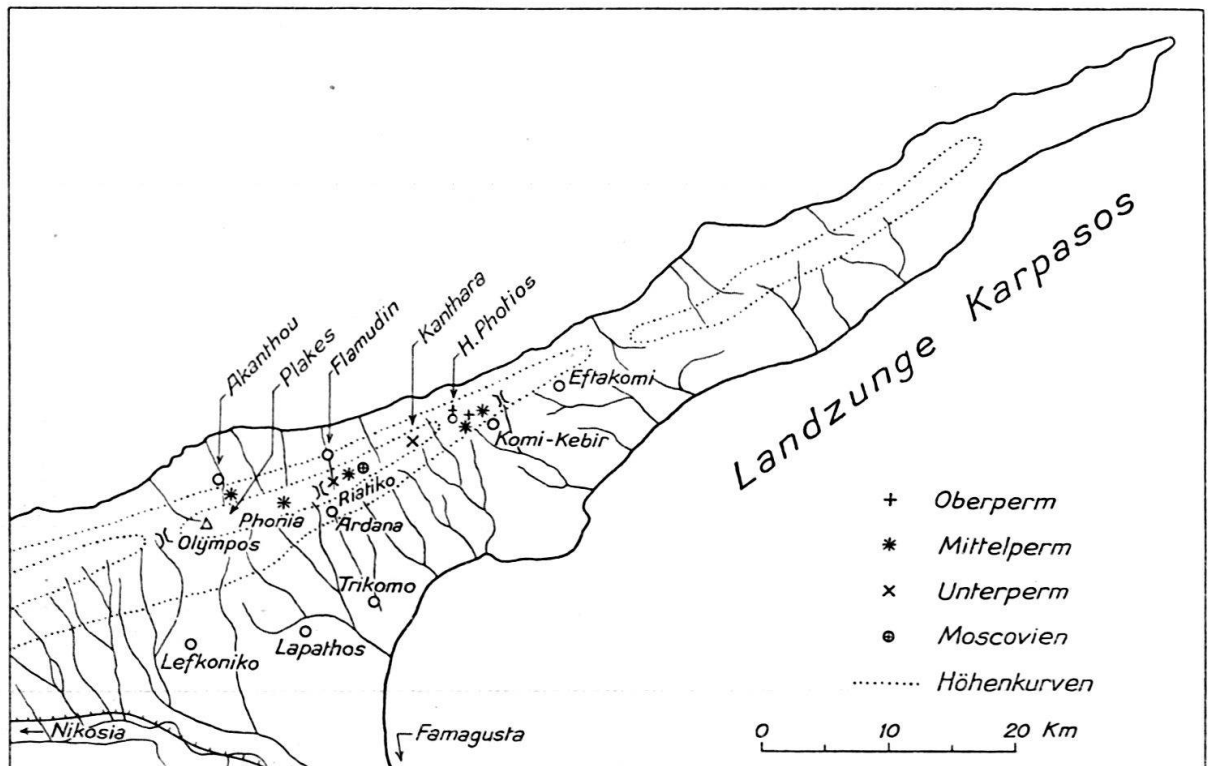 Akanthou
Plakes
Flamudin
Kanthara
H. Photios
Eftakomi
Komi-Kebir
Riatiko
Phonia
Ardana
Olympos
Trikomo
Lapathos
Lefkoniko
Nikosia
Famagusta
Landzunge Karpasos
Oberperm
Mittelperm
Unterperm
Moscovien
Höhenkurven
0 10 20 Km